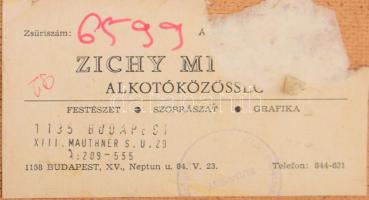 Zsűriszám: 6599 A
ZICHY MI
ALKOTÓKÖZÖSSÉG
FESTÉSZET ● SZOBRÁSZAT ● GRAFIKA
1135 BUDAPEST
XIII. MAUTHNER S.U.29
T:209-555
1158 BUDAPEST, XV., Neptun u. 84. V. 23. Telefon: 844-631